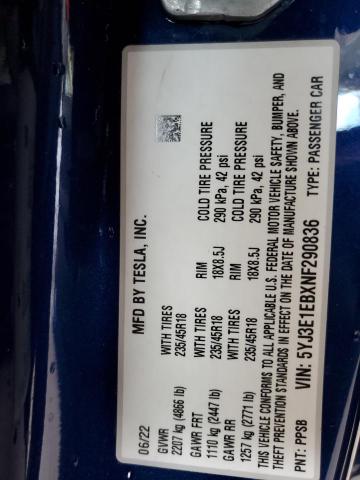 MFD BY TESLA, INC.
06/22
GVWR
2207 kg (4866 lb)
GAWR FRT WITH TIRES RIM COLD TIRE PRESSURE
1110 kg (2447 lb) 235/45R18 18X8.5J 290 kPa, 42 psi
GAWR RR WITH TIRES RIM COLD TIRE PRESSURE
1257 kg (2771 lb) 235/45R18 18X8.5J 290 kPa, 42 psi
THIS VEHICLE CONFORMS TO ALL APPLICABLE U.S. FEDERAL MOTOR VEHICLE SAFETY, BUMPER, AND
THEFT PREVENTION STANDARDS IN EFFECT ON THE DATE OF MANUFACTURE SHOWN ABOVE.
PNT: PPSB VIN: 5YJ3E1EBXNF290836 TYPE: PASSENGER CAR